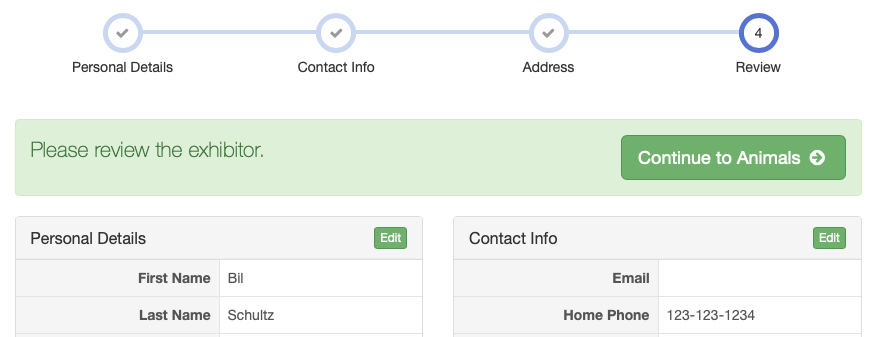 4
Personal Details
Contact Info
Address
Review
Please review the exhibitor.
Continue to Animals
Personal Details
Edit
First Name Bil
Last Name Schultz
Contact Info
Edit
Email
Home Phone 123-123-1234